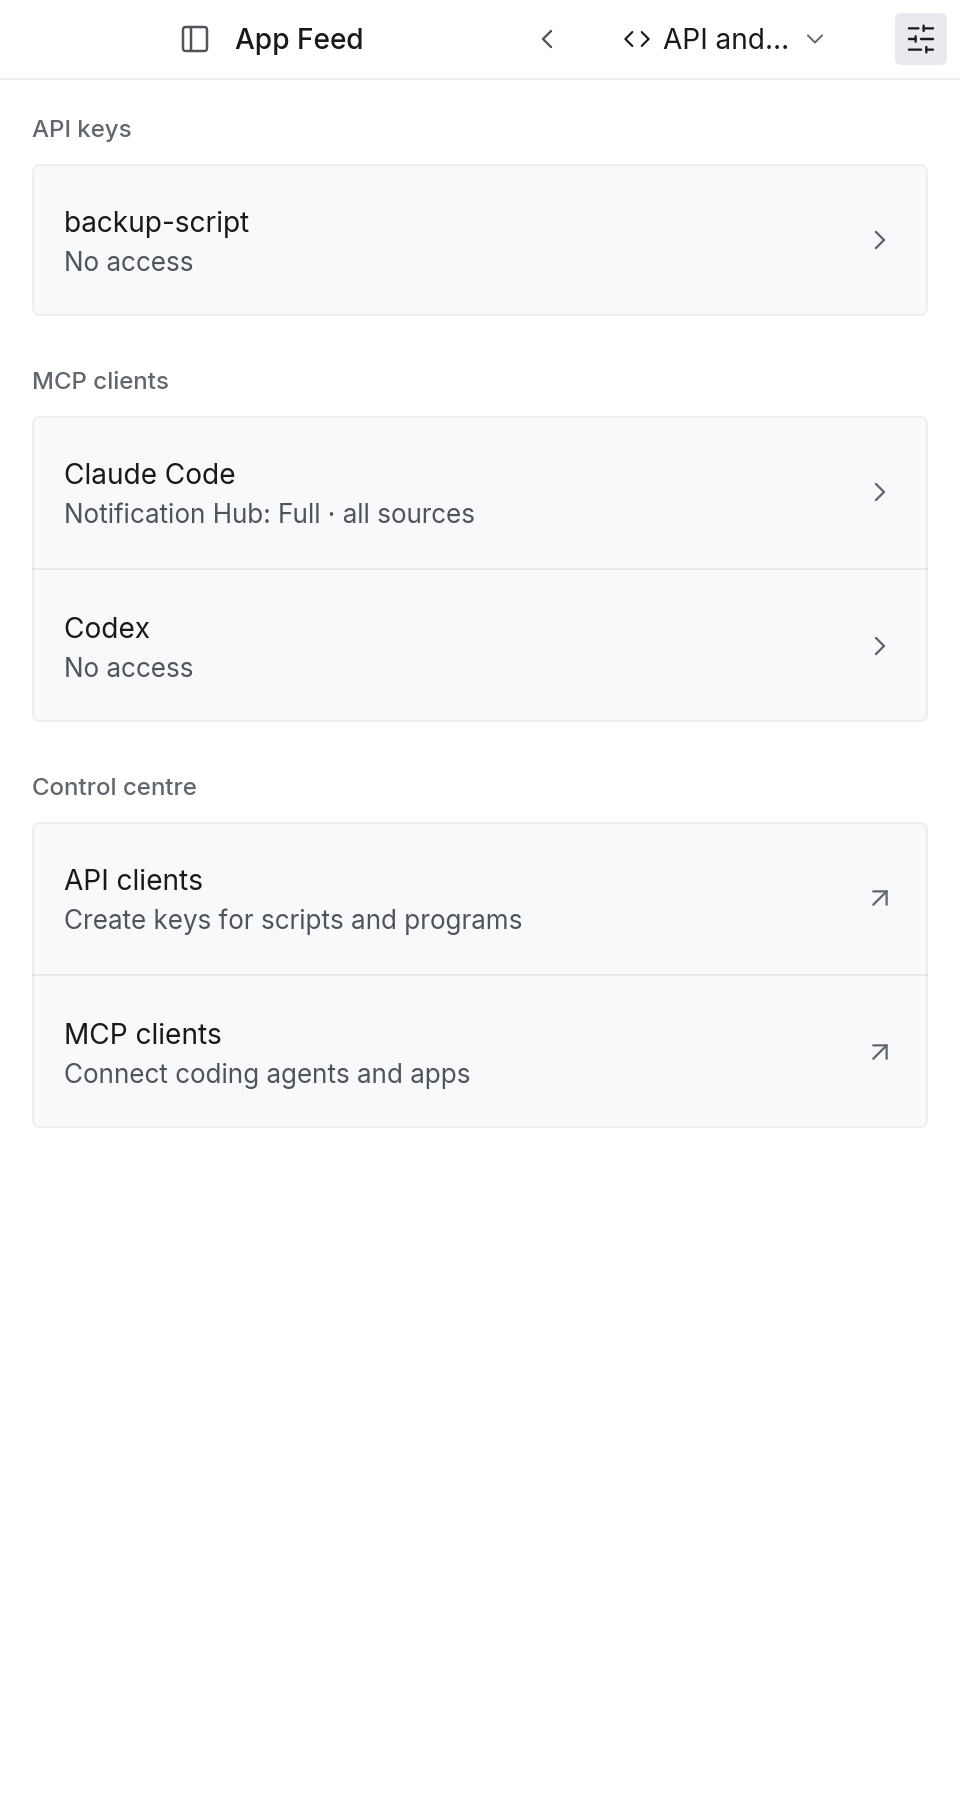 App Feed
API and...
API keys
backup-script
No access
MCP clients
Claude Code
Notification Hub: Full · all sources
Codex
No access
Control centre
API clients
Create keys for scripts and programs
MCP clients
Connect coding agents and apps